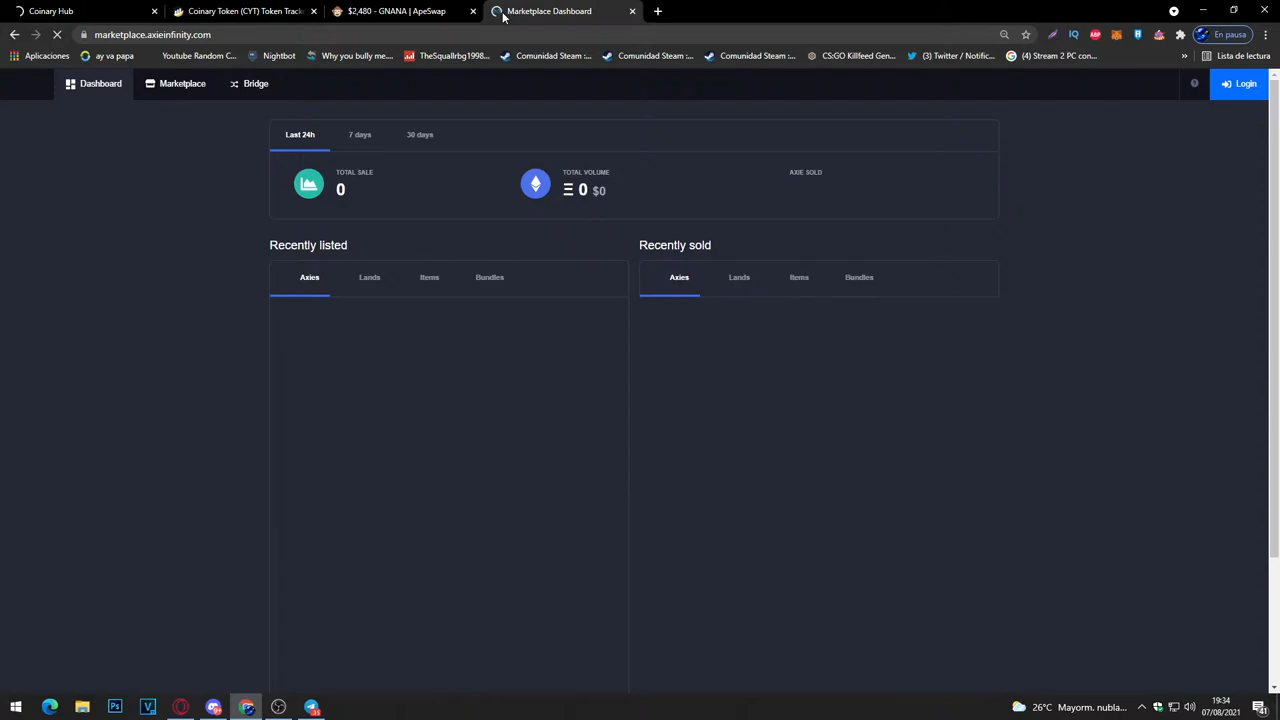 Coinary Hub
Coinary Token (CYT) Token Track
$2,480 - GNANA | ApeSwap
Marketplace Dashboard
marketplace.axieinfinity.com
En pausa
Aplicaciones
ay va papa
Youtube Random C...
Nightbot
Why you bully me....
TheSquallrbg1998...
Comunidad Steam :...
Comunidad Steam :...
Comunidad Steam :...
CS:GO Killfeed Gen...
(3) Twitter / Notific...
(4) Stream 2 PC con...
»
Lista de lectura
Dashboard
Marketplace
Bridge
Login
Last 24h
7 days
30 days
TOTAL SALE
0
TOTAL VOLUME
Ξ 0 $0
AXIE SOLD
Recently listed
Recently sold
Axies
Lands
Items
Bundles
Axies
Lands
Items
Bundles
26°C Mayorm. nubla...
19:34
07/08/2021